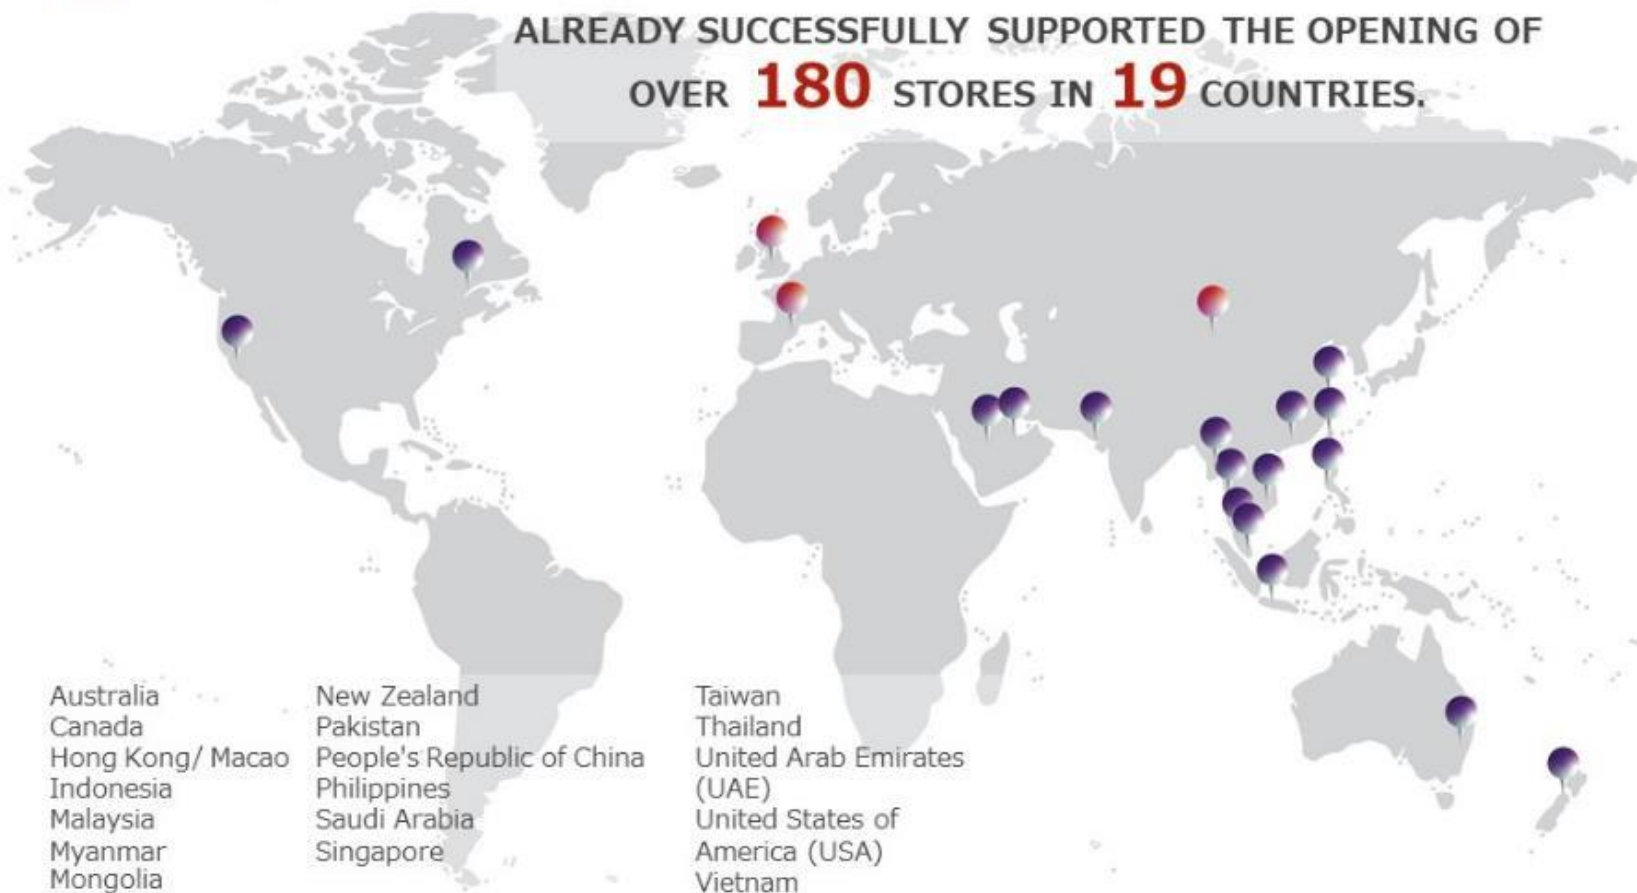 ALREADY SUCCESSFULLY SUPPORTED THE OPENING OF
OVER 180 STORES IN 19 COUNTRIES.
Australia
Canada
Hong Kong/ Macao
Indonesia
Malaysia
Myanmar
Mongolia
New Zealand
Pakistan
People's Republic of China
Philippines
Saudi Arabia
Singapore
Taiwan
Thailand
United Arab Emirates
(UAE)
United States of
America (USA)
Vietnam